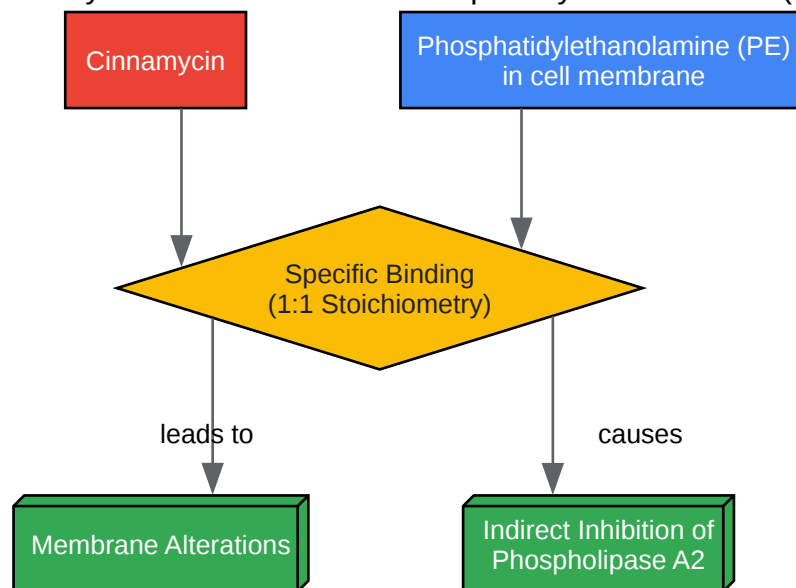 Cinnamycin
Phosphatidylethanolamine (PE)
in cell membrane
Specific Binding
(1:1 Stoichiometry)
leads to
causes
Membrane Alterations
Indirect Inhibition of
Phospholipase A2